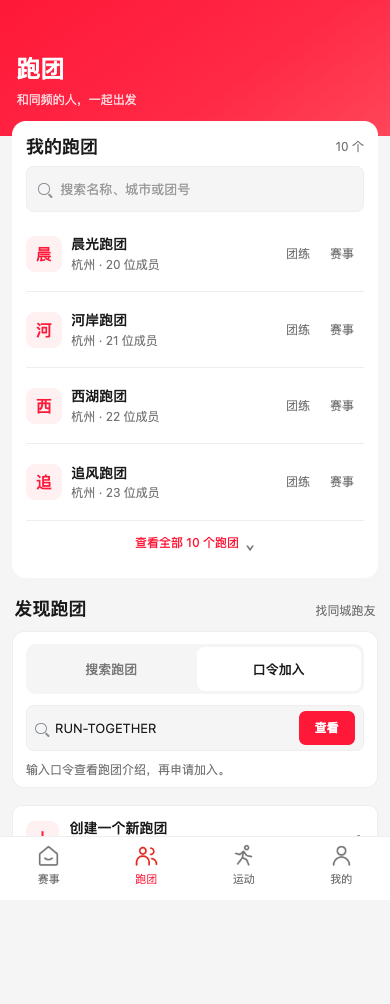 跑团
和同频的人，一起出发
我的跑团
10 个
搜索名称、城市或团号
晨
晨光跑团
杭州 · 20 位成员
团练
赛事
河
河岸跑团
杭州 · 21 位成员
团练
赛事
西
西湖跑团
杭州 · 22 位成员
团练
赛事
追
追风跑团
杭州 · 23 位成员
团练
赛事
查看全部 10 个跑团
发现跑团
找同城跑友
搜索跑团
口令加入
RUN-TOGETHER
查看
输入口令查看跑团介绍，再申请加入。
创建一个新跑团
赛事
跑团
运动
我的